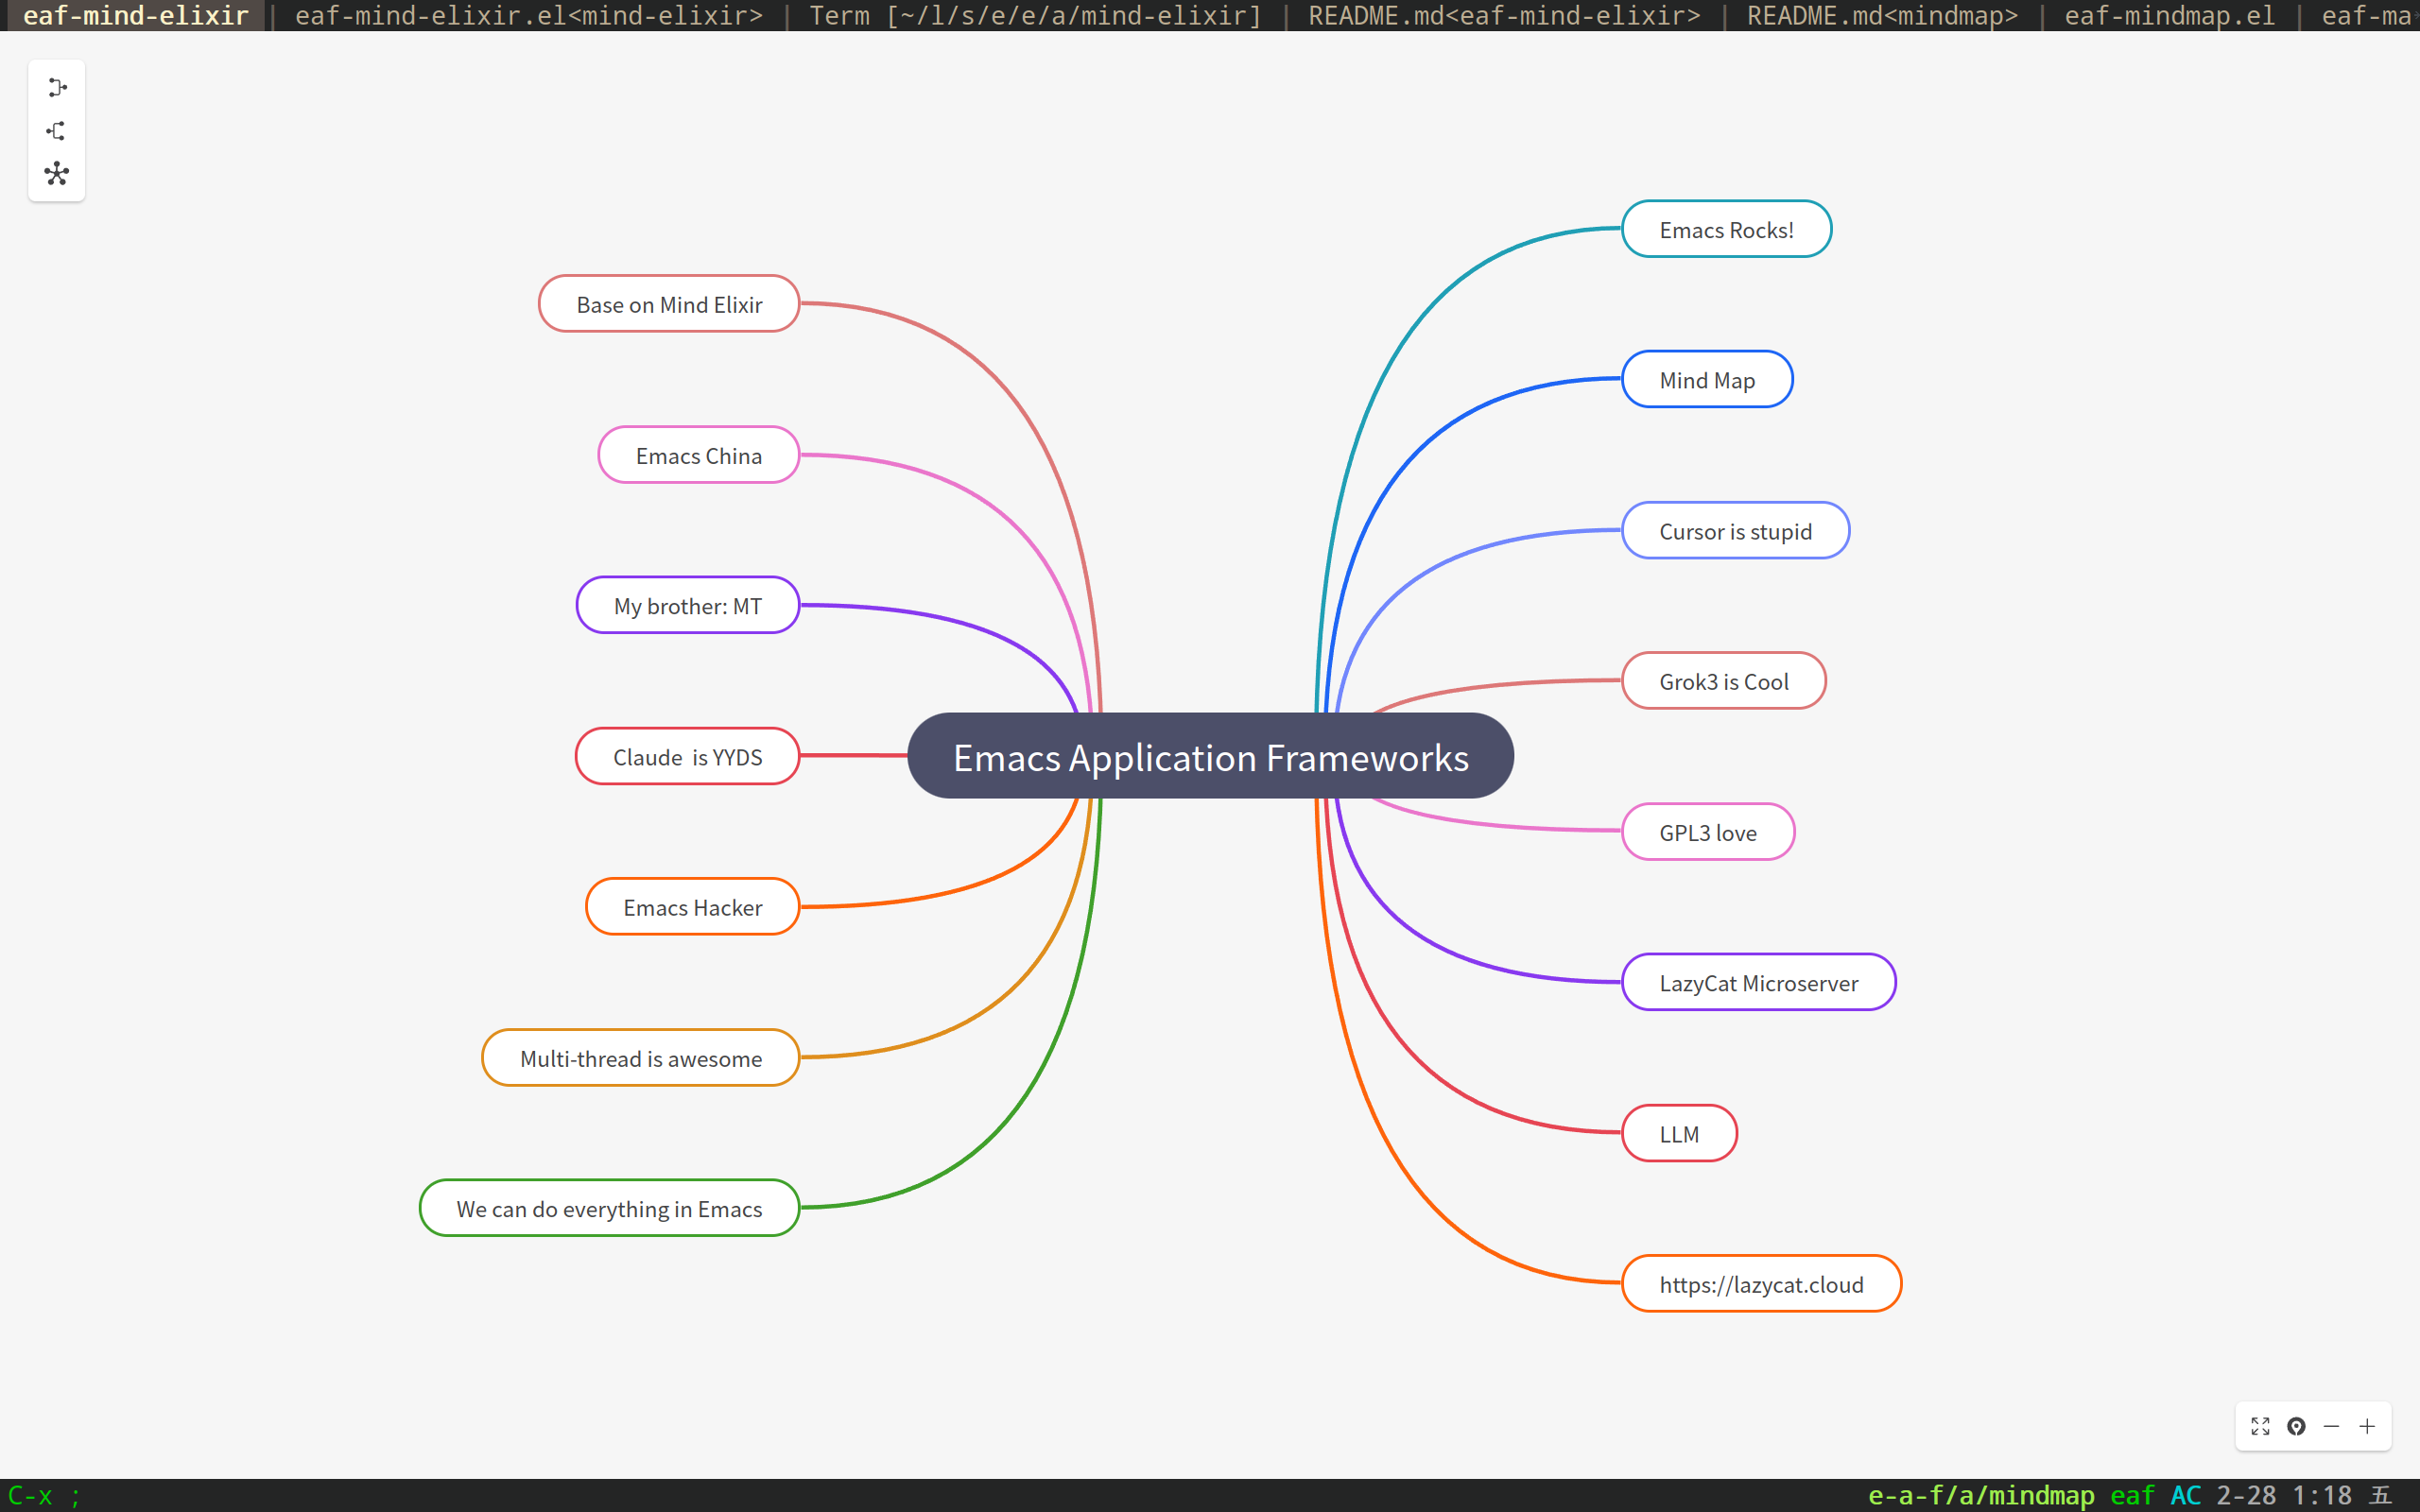 eaf-mind-elixir | eaf-mind-elixir.el<mind-elixir> | Term [~/l/s/e/e/a/mind-elixir] | README.md<eaf-mind-elixir> | README.md<mindmap> | eaf-mindmap.el | eaf-ma
Base on Mind Elixir
Emacs China
My brother: MT
Claude  is YYDS
Emacs Hacker
Multi-thread is awesome
We can do everything in Emacs
Emacs Application Frameworks
Emacs Rocks!
Mind Map
Cursor is stupid
Grok3 is Cool
GPL3 love
LazyCat Microserver
LLM
https://lazycat.cloud
C-x ;
e-a-f/a/mindmap eaf AC 2-28 1:18 五